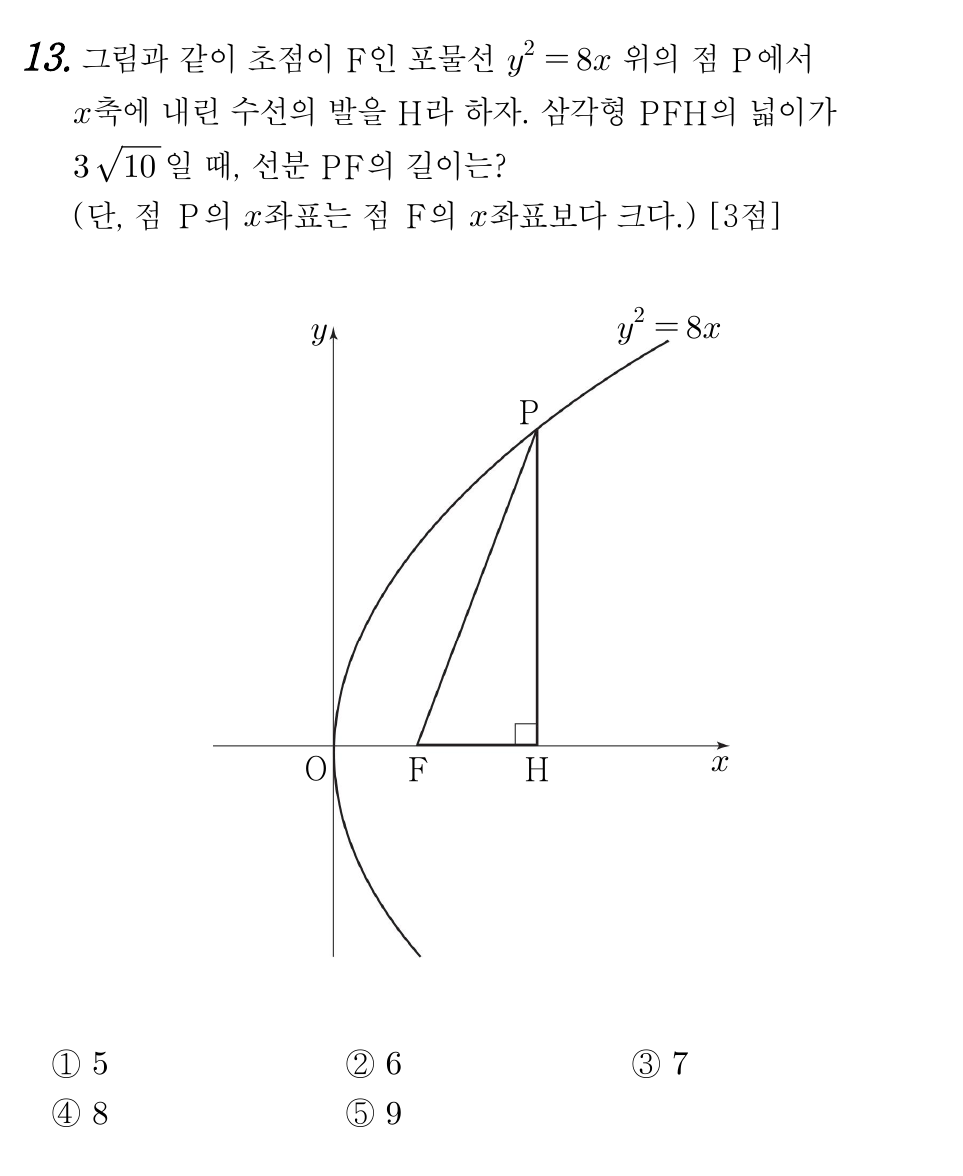 13. 그림과 같이 초점이 F인 포물선 y² = 8x 위의 점 P에서
x축에 내린 수선의 발을 H라 하자. 삼각형 PFH의 넓이가
3√10 일 때, 선분 PF의 길이는?
(단, 점 P의 x좌표는 점 F의 x좌표보다 크다.) [3점]
y
y² = 8x
P
O
F
H
x
① 5 ② 6 ③ 7
④ 8 ⑤ 9